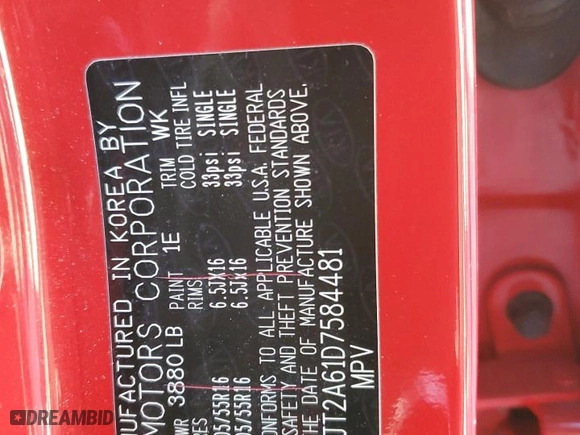 NUFACTURED IN KOREA BY
MOTORS CORPORATION
3880 LB PAINT 1E TRIM WK
RIMS COLD TIRE INFL
05/55R16 6.5JX16 33psi SINGLE
05/55R16 6.5JX16 33psi SINGLE
ONFORMS TO ALL APPLICABLE U.S.A. FEDERAL
SAFETY AND THEFT PREVENTION STANDARDS
THE DATE OF MANUFACTURE SHOWN ABOVE.
JT2A61D7584481
MPV
DREAMBID